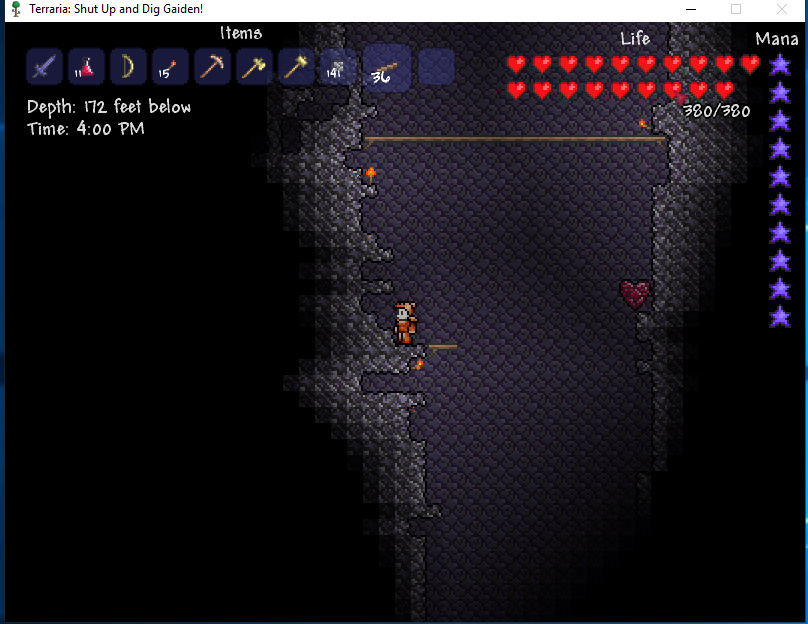 Terraria: Shut Up and Dig Gaiden!
Items
Life
Mana
11
15
141
36
380/380
Depth: 172 feet below
Time: 4:00 PM